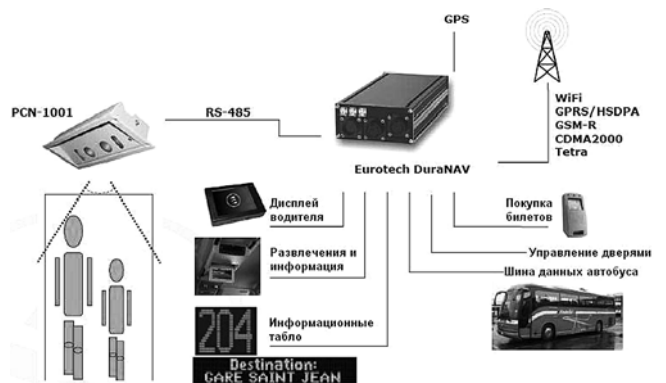 GPS
PCN-1001
RS-485
WiFi
GPRS/HSDPA
GSM-R
CDMA2000
Tetra
Eurotech DuraNAV
Дисплей
водителя
Покупка
билетов
Развлечения и
информация
Управление дверями
Шина данных автобуса
204
Информационные
табло
Destination:
GARE SAINT JEAN